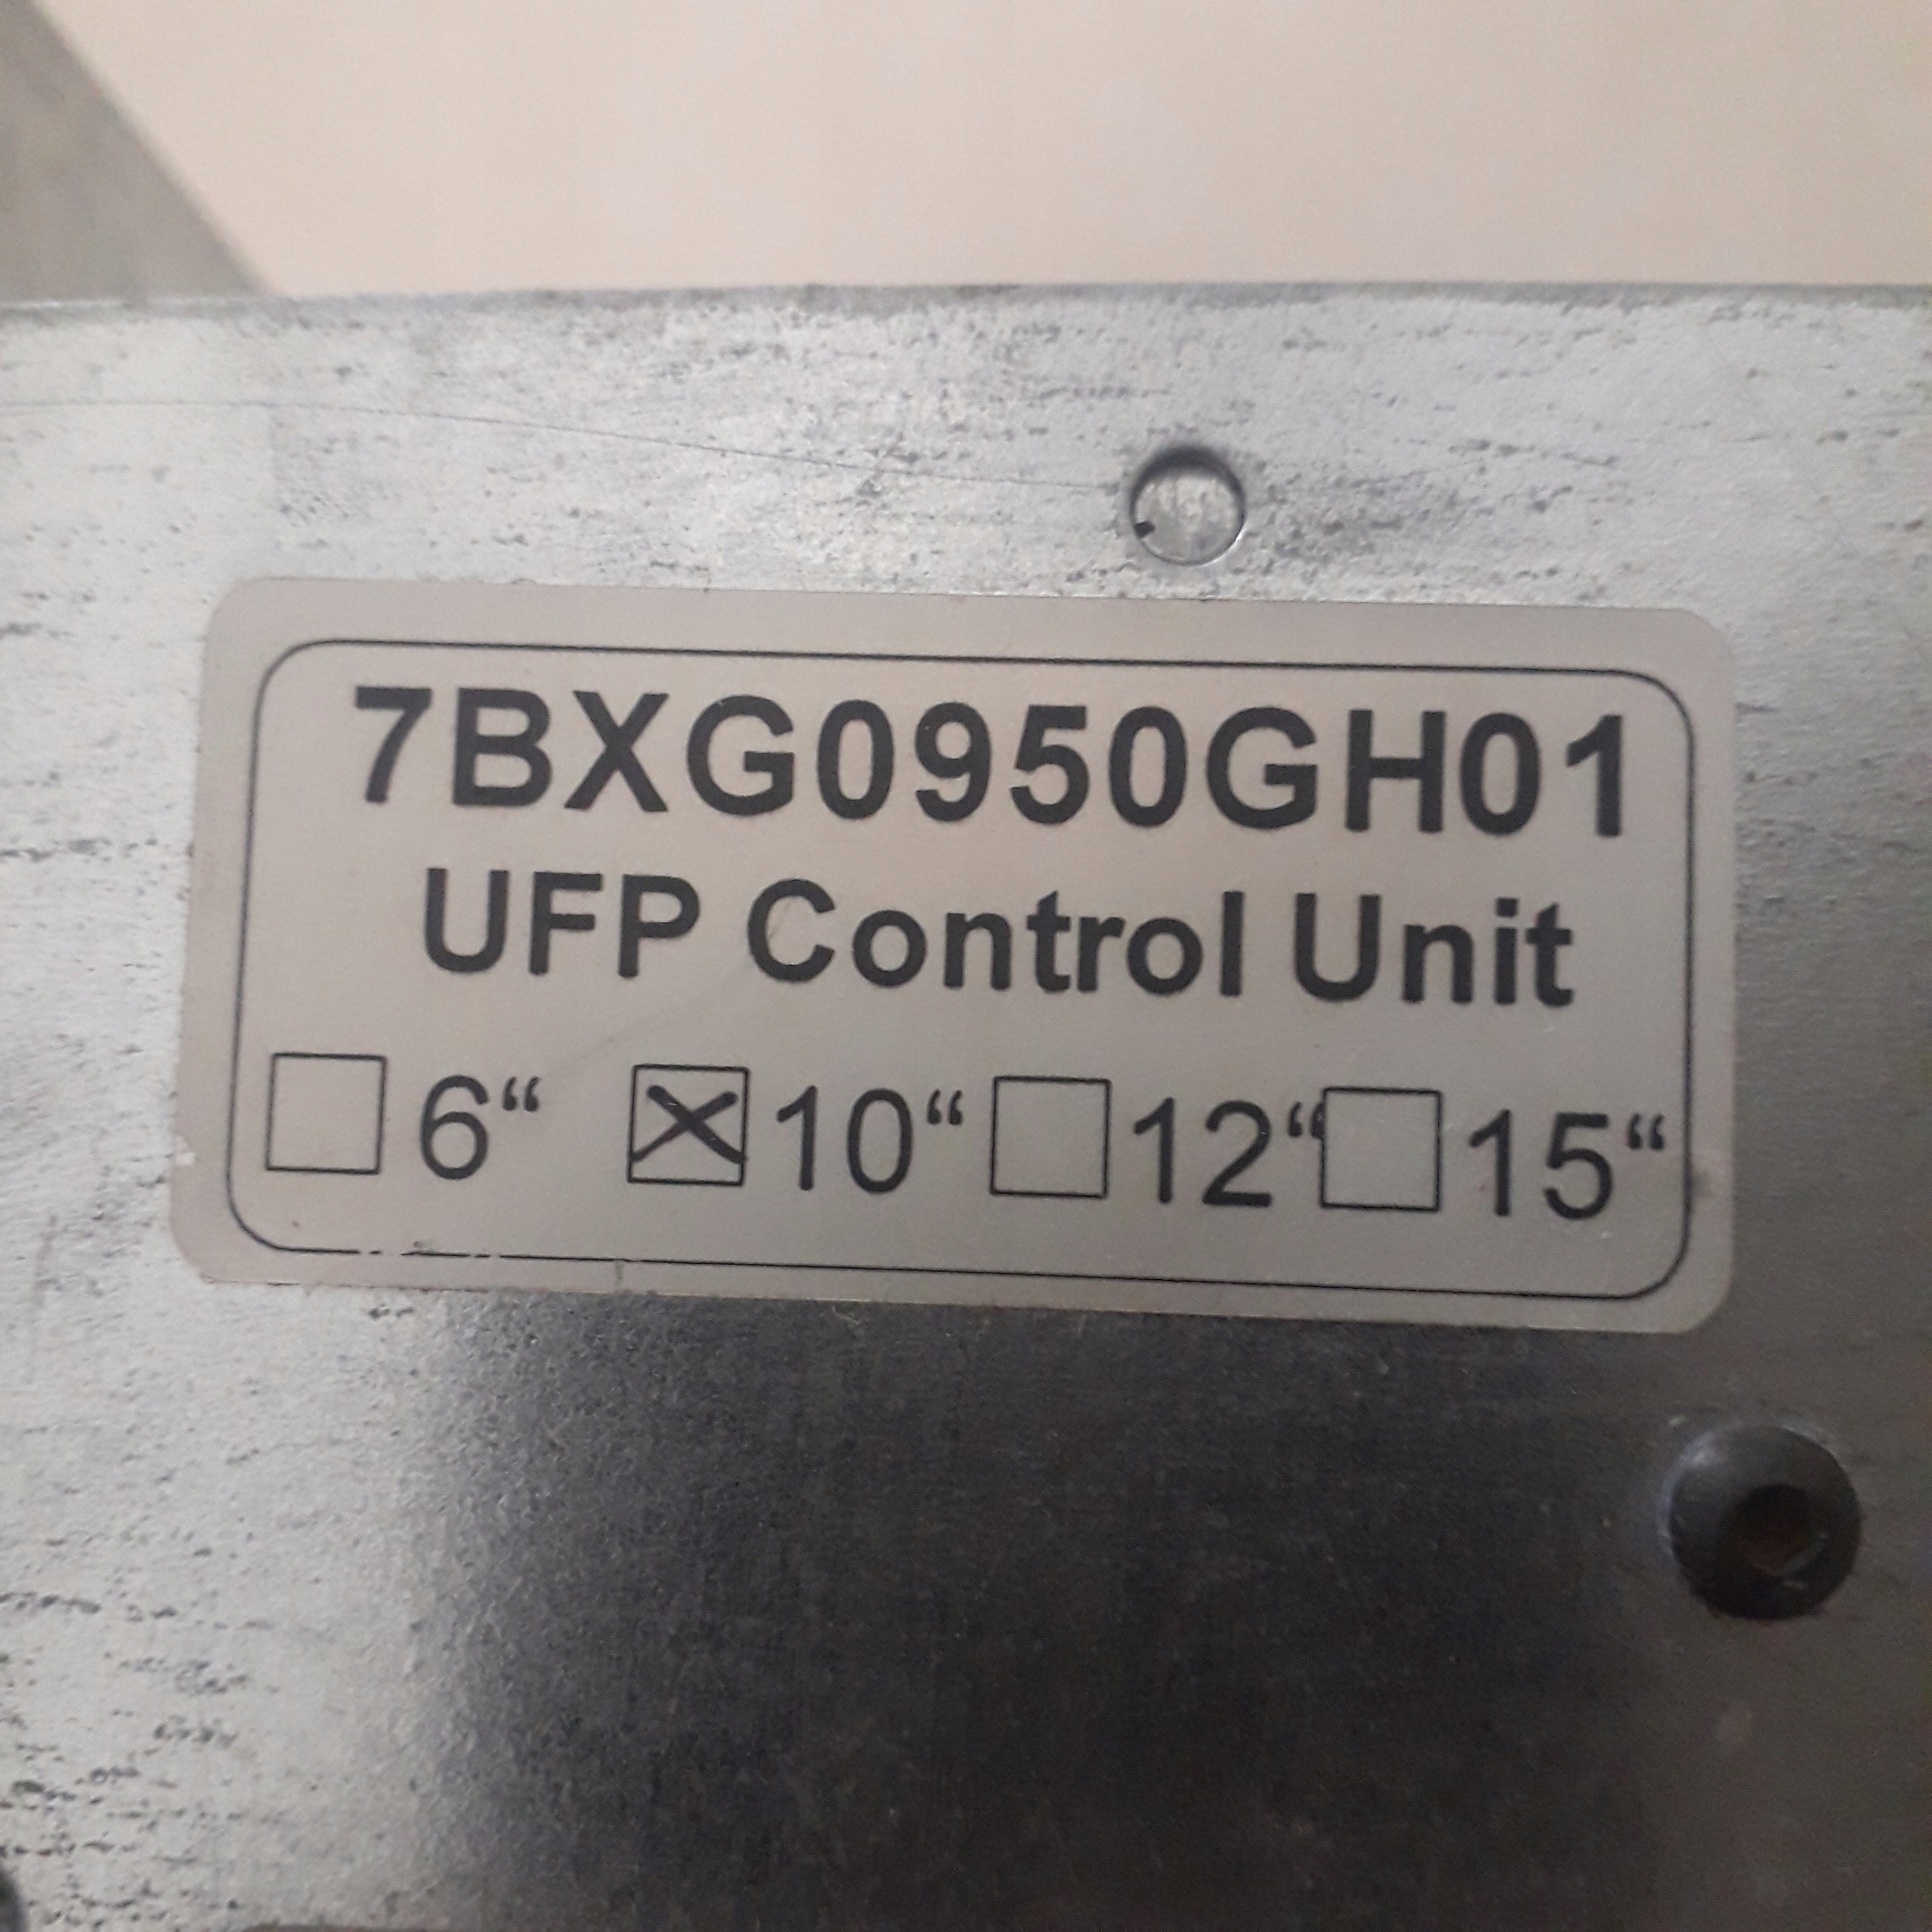 7BXG0950GH01
UFP Control Unit
☐ 6“ ☒ 10“ ☐ 12“ ☐ 15“